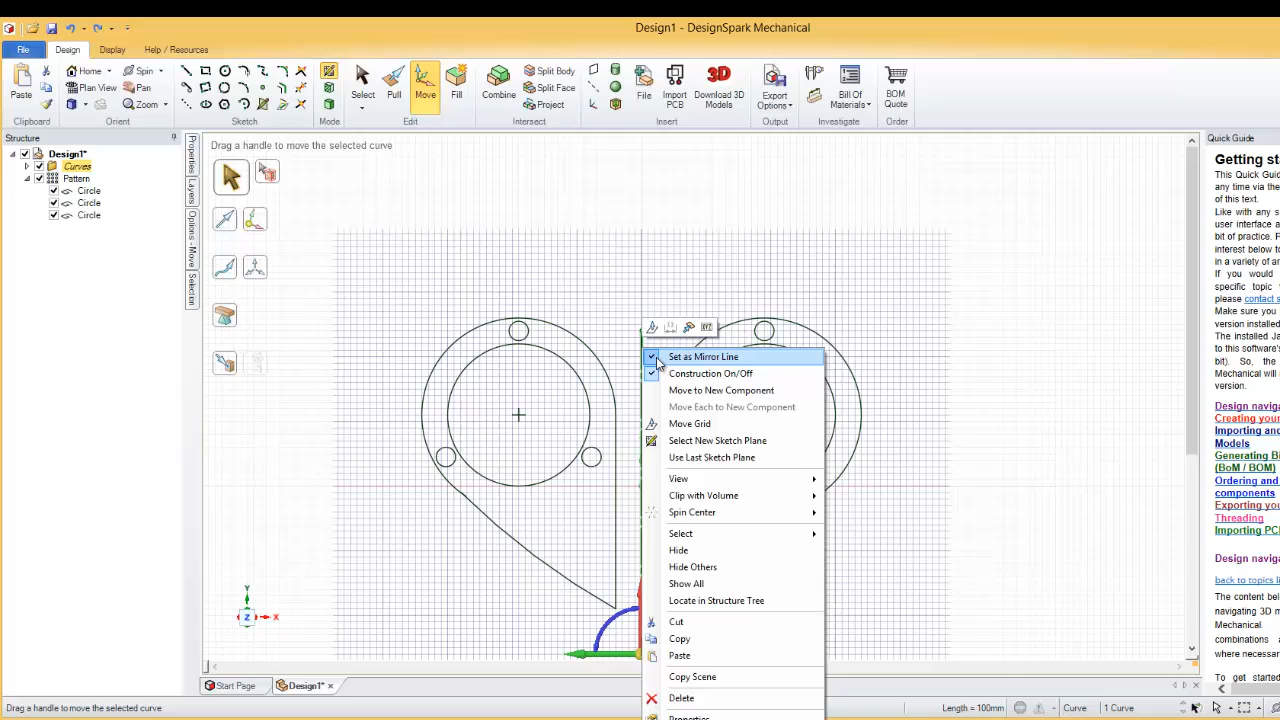 Design1 - DesignSpark Mechanical
File Design Display Help / Resources
Paste
Home
Plan View
Spin
Pan
Zoom
Select
Pull
Move
Fill
Combine
Split Body
Split Face
Project
File
Import PCB
Download 3D Models
Export Options
Bill Of Materials
BOM Quote
Clipboard Orient Sketch Mode Edit Intersect Insert Output Investigate Order
Structure
Design1*
Curves
Pattern
Circle
Circle
Circle
Properties
Layers
Options - Move
Selection
Drag a handle to move the selected curve
XYZ
Set as Mirror Line
Construction On/Off
Move to New Component
Move Each to New Component
Move Grid
Select New Sketch Plane
Use Last Sketch Plane
View
Clip with Volume
Spin Center
Select
Hide
Hide Others
Show All
Locate in Structure Tree
Cut
Copy
Paste
Copy Scene
Delete
Properties
Y
Z
X
Quick Guide
Getting sta
This Quick Guid
any time via the
of this text.
Like with any s
user interface a
bit of practice. F
interest below to
in a variety of ar
If you would
specific topic
please contact s
Make sure you
version installed
The installed Ja
to this software's
bit). So, the
Mechanical will
version.
Design navig
Creating your
Importing and
Models
Generating Bi
(BoM / BOM)
Ordering and
components
Exporting you
Threading
Importing PC
Design naviga
back to topics li
The content belo
navigating 3D m
Mechanical.
combinations a
where necessar
To get started
Start Page Design1*
Drag a handle to move the selected curve
Length = 100mm Curve 1 Curve